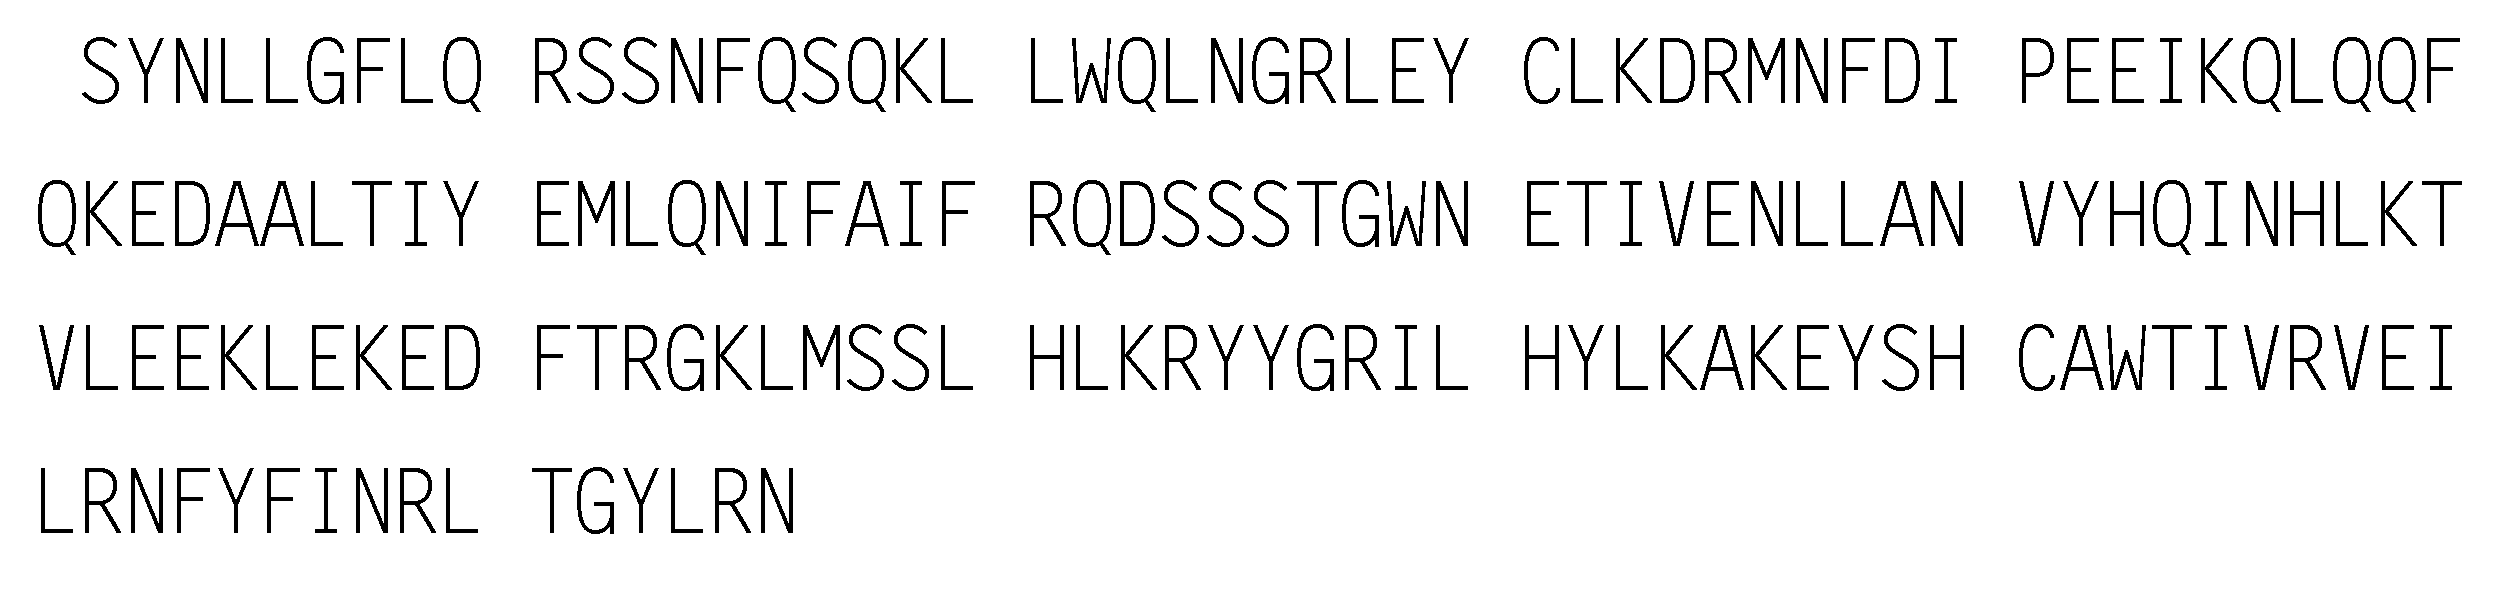 SYNLLGFLQ RSSNFQSQKL LWQLNGRLEY CLKDRMNFDI PEEIKQLQQF
QKEDAALTIY EMLQNIFAIF RQDSSSTGWN ETIVENLLAN VYHQINHLKT
VLEEKLEKED FTRGKLMSSL HLKRYYGRIL HYLKAKEYSH CAWTIVRVEI
LRNFYFINRL TGYLRN